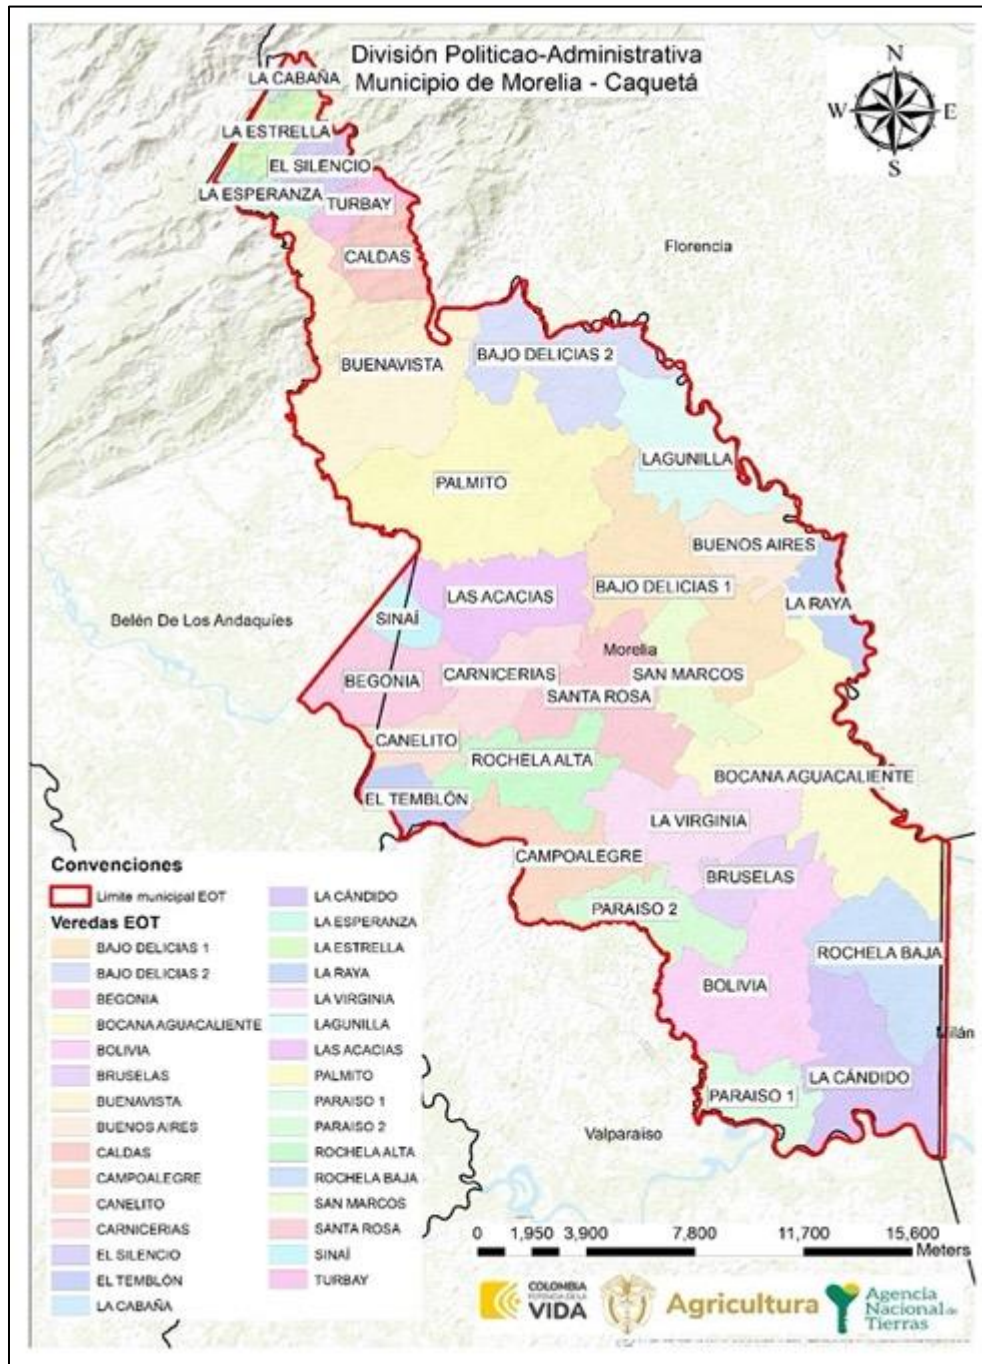 División Politicao-Administrativa
Municipio de Morelia - Caquetá
N
W
E
S
LA CABAÑA
LA ESTRELLA
EL SILENCIO
LA ESPERANZA
TURBAY
CALDAS
Florencia
BUENAVISTA
BAJO DELICIAS 2
LAGUNILLA
PALMITO
BUENOS AIRES
BAJO DELICIAS 1
LAS ACACIAS
LA RAYA
SINAÍ
Belén De Los Andaquíes
Morelia
BEGONIA
CARNICERIAS
SAN MARCOS
SANTA ROSA
CANELITO
ROCHELA ALTA
BOCANA AGUACALIENTE
EL TEMBLÓN
LA VIRGINIA
CAMPOALEGRE
BRUSELAS
PARAISO 2
ROCHELA BAJA
BOLIVIA
Milán
LA CÁNDIDO
PARAISO 1
Valparaíso
Convenciones
Limite municipal EOT
Veredas EOT
BAJO DELICIAS 1
BAJO DELICIAS 2
BEGONIA
BOCANA AGUACALIENTE
BOLIVIA
BRUSELAS
BUENAVISTA
BUENOS AIRES
CALDAS
CAMPOALEGRE
CANELITO
CARNICERIAS
EL SILENCIO
EL TEMBLÓN
LA CABAÑA
LA CÁNDIDO
LA ESPERANZA
LA ESTRELLA
LA RAYA
LA VIRGINIA
LAGUNILLA
LAS ACACIAS
PALMITO
PARAISO 1
PARAISO 2
ROCHELA ALTA
ROCHELA BAJA
SAN MARCOS
SANTA ROSA
SINAÍ
TURBAY
0 1,950 3,900 7,800 11,700 15,600
Meters
COLOMBIA
POTENCIA DE LA
VIDA
Agricultura
Agencia
Nacional de
Tierras